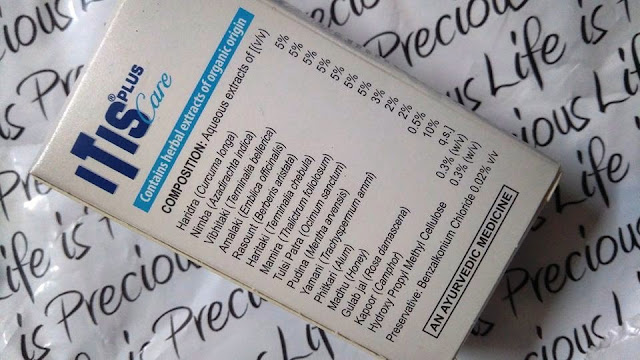 ITIS® PLUS
Care
Contains herbal extracts of organic origin
COMPOSITION: Aqueous extracts of [(v/v)
Haridra (Curcuma longa) 5%
Nimba (Azadirachta indica) 5%
Vibhitaki (Terminalia bellerica) 5%
Amalaki (Emblica officinalis) 5%
Rasount (Berberis aristata) 5%
Haritaki (Terminalia chebula) 5%
Mamira (Thalictrum foliolosum) 5%
Tulsi Patra (Ocimum sanctum) 3%
Pudina (Mentha arvensis) 2%
Yamani (Trachyspermum ammi) 2%
Phitkari (Alum) 0.5%
Madhu (Honey) 10%
Gulab jal (Rosa damascena) q.s.
Kapoor (Camphor) 0.3% (w/v)
Hydroxy Propyl Methyl Cellulose 0.3% (w/v)
Preservative: Benzalkonium Chloride 0.02% v/v
AN AYURVEDIC MEDICINE
Precious Life is
Precious Life is
Precious Life is
Life is Precious
is Precious Life is